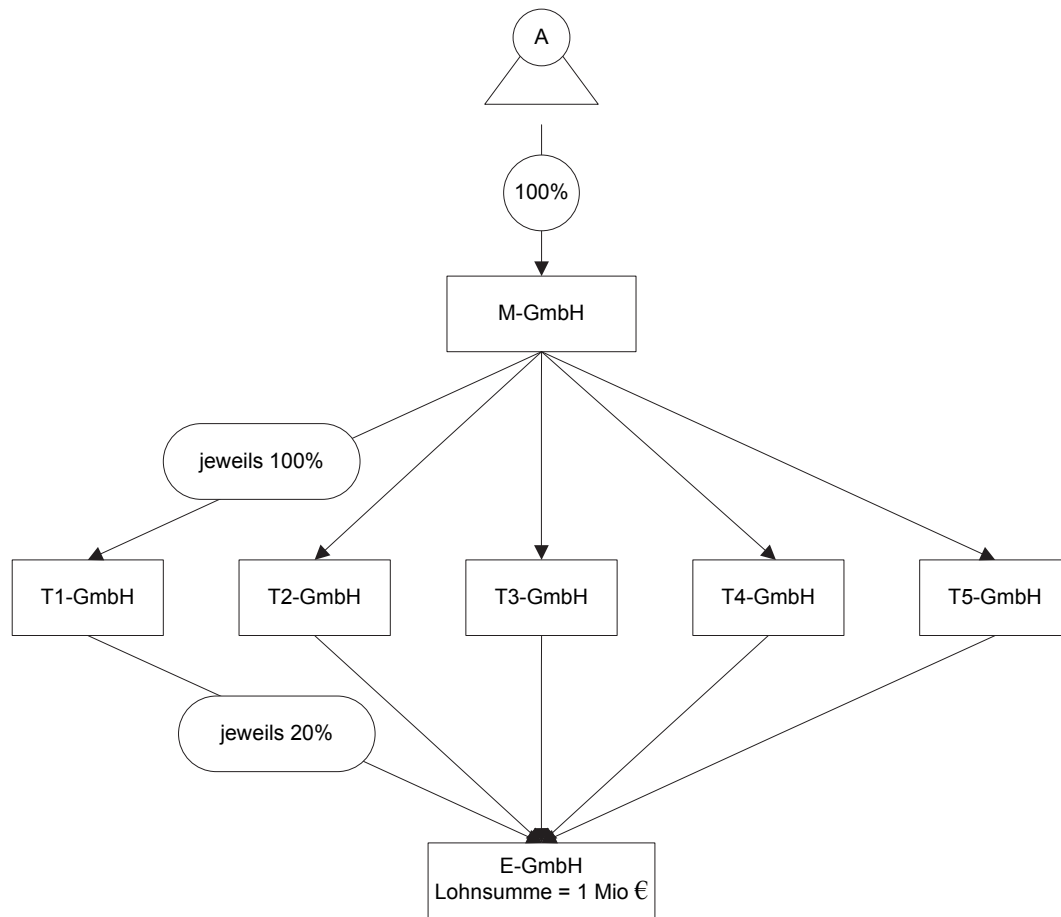 A
100%
M-GmbH
jeweils 100%
T1-GmbH
T2-GmbH
T3-GmbH
T4-GmbH
T5-GmbH
jeweils 20%
E-GmbH
Lohnsumme = 1 Mio €